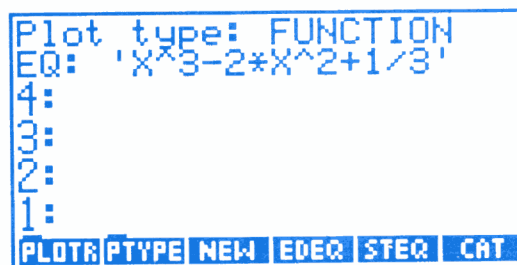 Plot type: FUNCTION
EQ: 'X^3-2*X^2+1/3'
4:
3:
2:
1:
PLOTR PTYPE NEW EDEQ STEQ CAT